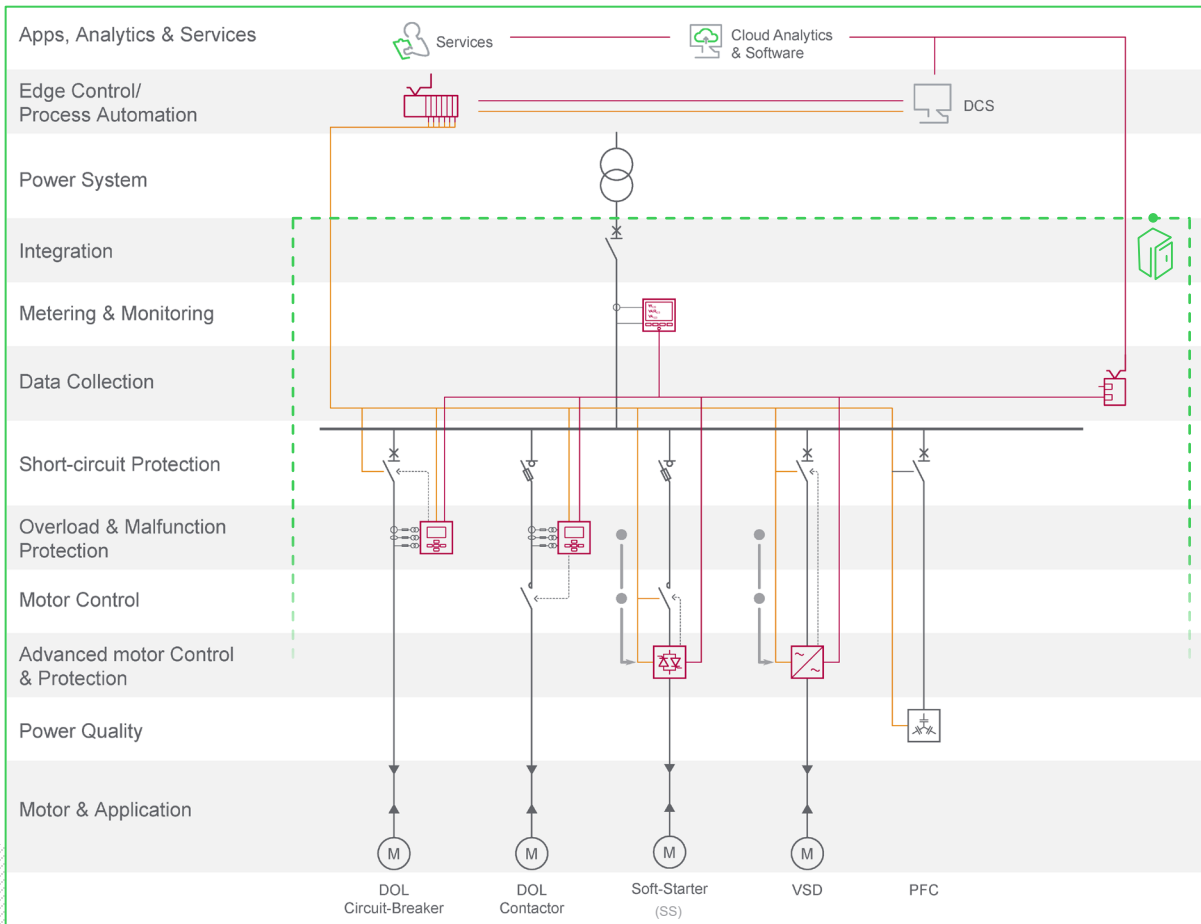 Apps, Analytics & Services
Services
Cloud Analytics
& Software
Edge Control/
Process Automation
DCS
Power System
Integration
Metering & Monitoring
Data Collection
Short-circuit Protection
Overload & Malfunction
Protection
Motor Control
Advanced motor Control
& Protection
Power Quality
Motor & Application
M
M
M
M
DOL
Circuit-Breaker
DOL
Contactor
Soft-Starter
(SS)
VSD
PFC